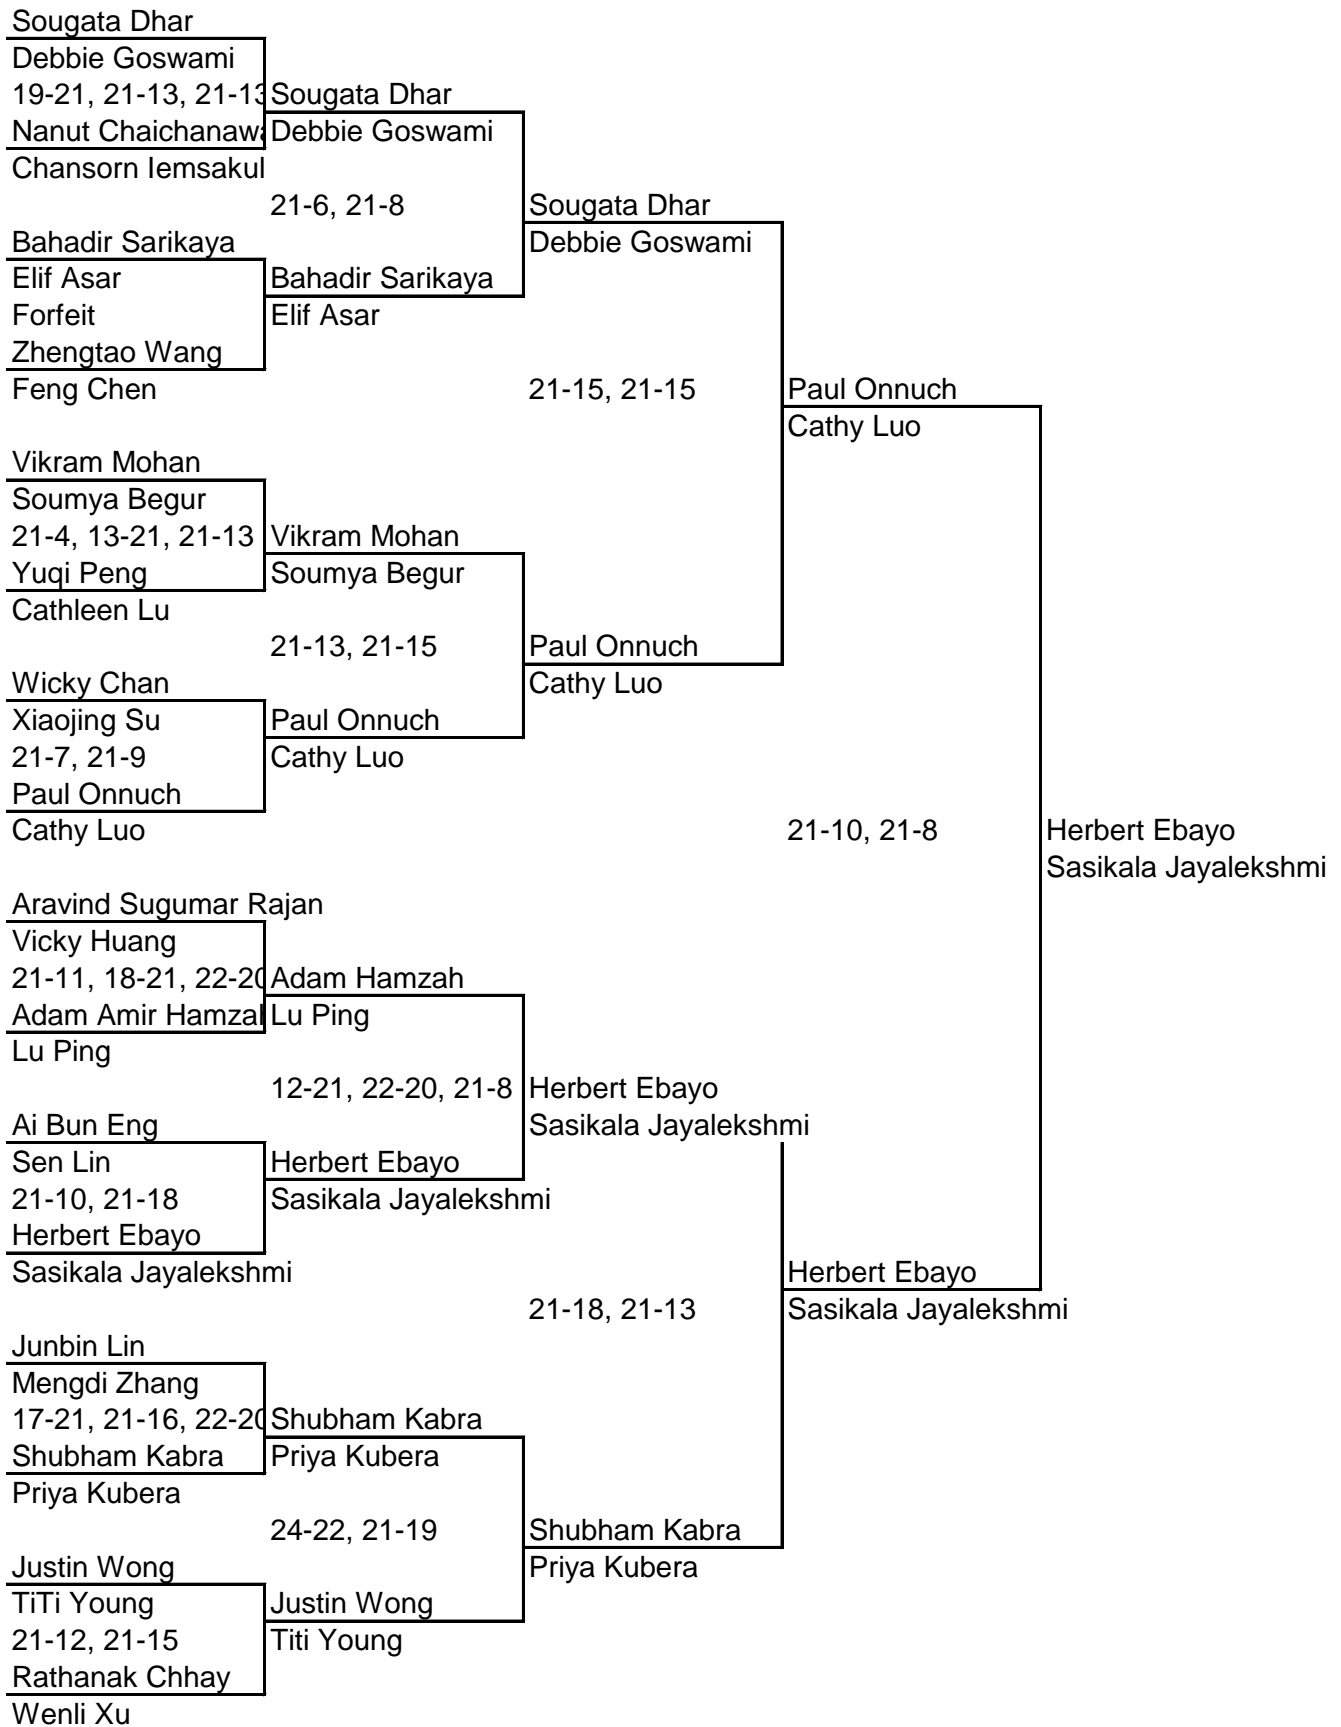 Sougata Dhar
Debbie Goswami
19-21, 21-13, 21-13
Nanut Chaichanawa
Chansorn Iemsakul
Bahadir Sarikaya
Elif Asar
Forfeit
Zhengtao Wang
Feng Chen
Vikram Mohan
Soumya Begur
21-4, 13-21, 21-13
Yuqi Peng
Cathleen Lu
Wicky Chan
Xiaojing Su
21-7, 21-9
Paul Onnuch
Cathy Luo
Aravind Sugumar Rajan
Vicky Huang
21-11, 18-21, 22-20
Adam Amir Hamzah
Lu Ping
Ai Bun Eng
Sen Lin
21-10, 21-18
Herbert Ebayo
Sasikala Jayalekshmi
Junbin Lin
Mengdi Zhang
17-21, 21-16, 22-20
Shubham Kabra
Priya Kubera
Justin Wong
TiTi Young
21-12, 21-15
Rathanak Chhay
Wenli Xu
Sougata Dhar
Debbie Goswami
21-6, 21-8
Bahadir Sarikaya
Elif Asar
Vikram Mohan
Soumya Begur
21-13, 21-15
Paul Onnuch
Cathy Luo
Adam Hamzah
Lu Ping
12-21, 22-20, 21-8
Herbert Ebayo
Sasikala Jayalekshmi
Shubham Kabra
Priya Kubera
24-22, 21-19
Justin Wong
Titi Young
Sougata Dhar
Debbie Goswami
21-15, 21-15
Paul Onnuch
Cathy Luo
Herbert Ebayo
Sasikala Jayalekshmi
21-18, 21-13
Shubham Kabra
Priya Kubera
Paul Onnuch
Cathy Luo
21-10, 21-8
Herbert Ebayo
Sasikala Jayalekshmi
Herbert Ebayo
Sasikala Jayalekshmi